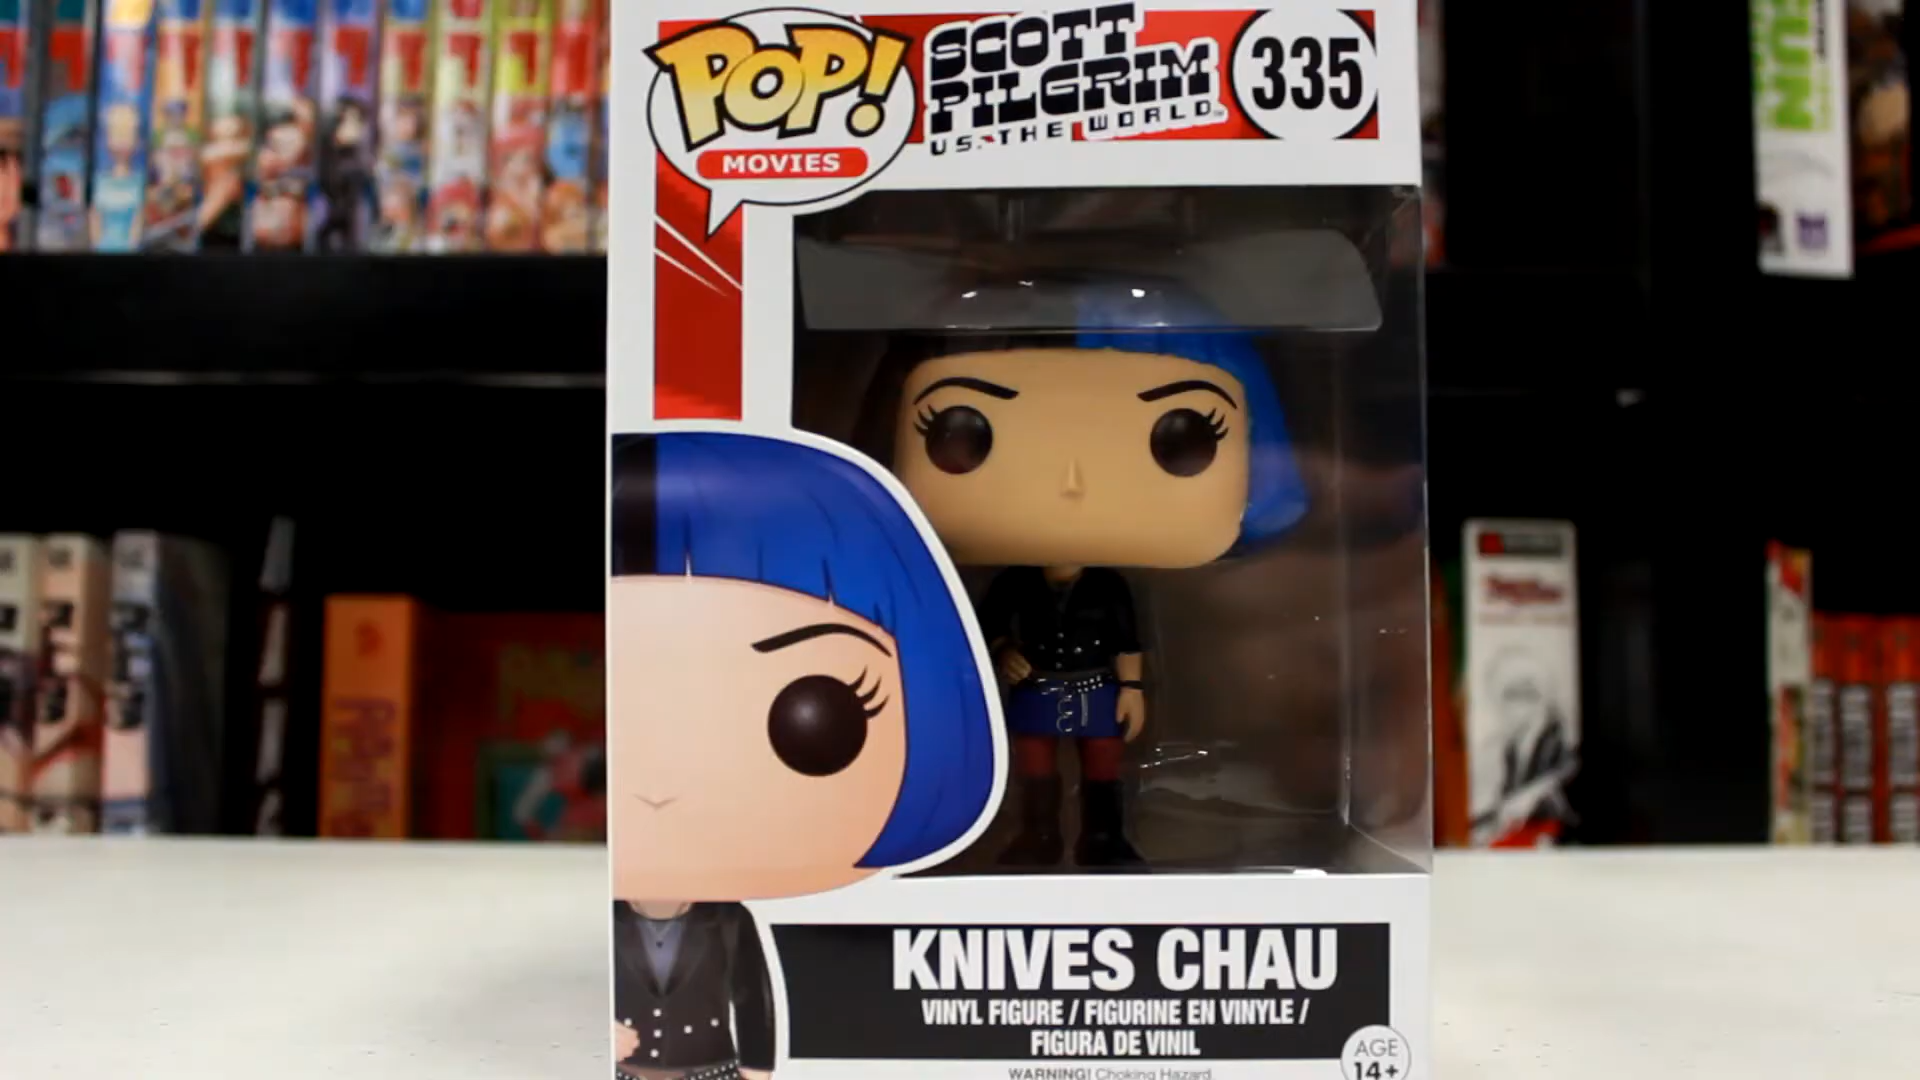 POP!
MOVIES
SCOTT
PILGRIM
VS. THE WORLD
335
KNIVES CHAU
VINYL FIGURE / FIGURINE EN VINYLE /
FIGURA DE VINIL
AGE
14+
WARNING! Choking Hazard.